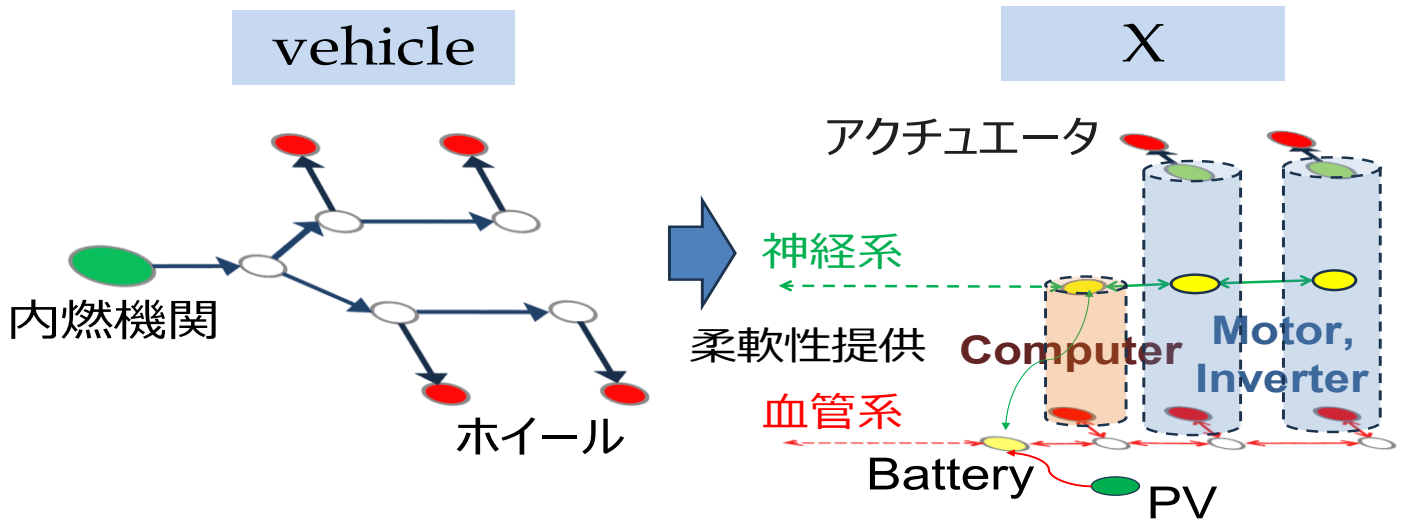 vehicle
X
アクチュエータ
神経系
内燃機関
柔軟性提供
Computer
Motor,
Inverter
血管系
ホイール
Battery
PV